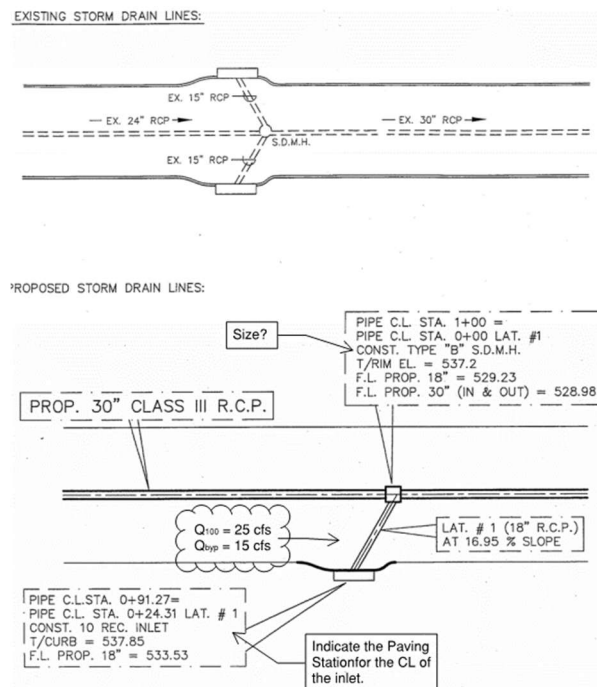 EXISTING STORM DRAIN LINES:
EX. 15" RCP
EX. 24" RCP
EX. 30" RCP
S.D.M.H.
EX. 15" RCP
PROPOSED STORM DRAIN LINES:
Size?
PIPE C.L. STA. 1+00 =
PIPE C.L. STA. 0+00 LAT. #1
CONST. TYPE "B" S.D.M.H.
T/RIM EL. = 537.2
F.L. PROP. 18" = 529.23
F.L. PROP. 30" (IN & OUT) = 528.98
PROP. 30" CLASS III R.C.P.
Q100 = 25 cfs
Qbyp = 15 cfs
LAT. # 1 (18" R.C.P.)
AT 16.95 % SLOPE
PIPE C.L.STA. 0+91.27=
PIPE C.L. STA. 0+24.31 LAT. # 1
CONST. 10 REC. INLET
T/CURB = 537.85
F.L. PROP. 18" = 533.53
Indicate the Paving
Stationfor the CL of
the inlet.